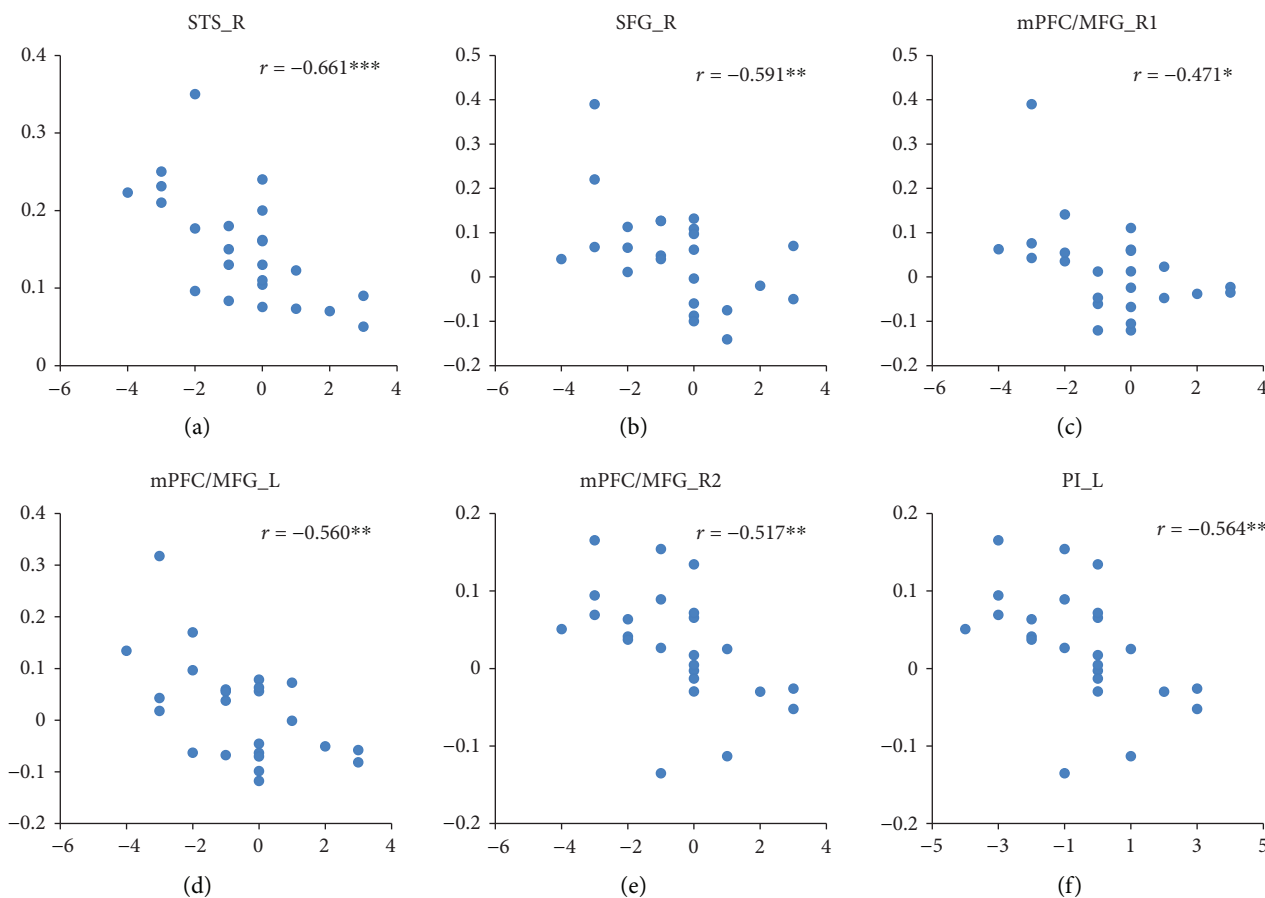 STS_R
r = −0.661***
0.4
0.3
0.2
0.1
0
−6 −4 −2 0 2 4
(a)
SFG_R
r = −0.591**
0.5
0.4
0.3
0.2
0.1
0
−0.1
−0.2
−6 −4 −2 0 2 4
(b)
mPFC/MFG_R1
r = −0.471*
0.5
0.4
0.3
0.2
0.1
0
−0.1
−0.2
−6 −4 −2 0 2 4
(c)
mPFC/MFG_L
r = −0.560**
0.4
0.3
0.2
0.1
0
−0.1
−0.2
−6 −4 −2 0 2 4
(d)
mPFC/MFG_R2
r = −0.517**
0.2
0.1
0
−0.1
−0.2
−6 −4 −2 0 2 4
(e)
PI_L
r = −0.564**
0.2
0.1
0
−0.1
−0.2
−5 −3 −1 1 3 5
(f)